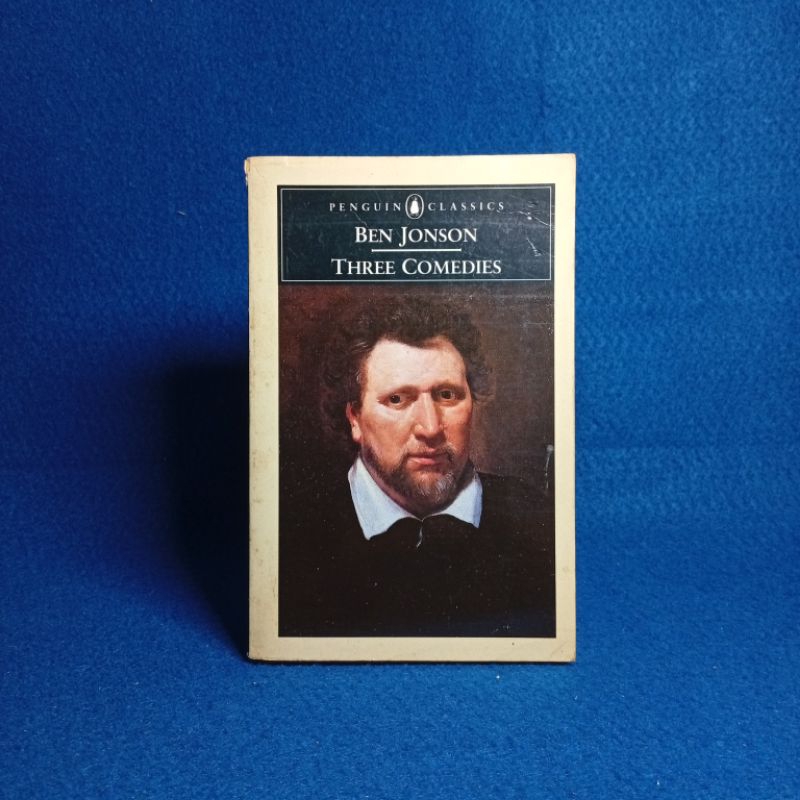 PENGUIN CLASSICS
BEN JONSON
THREE COMEDIES